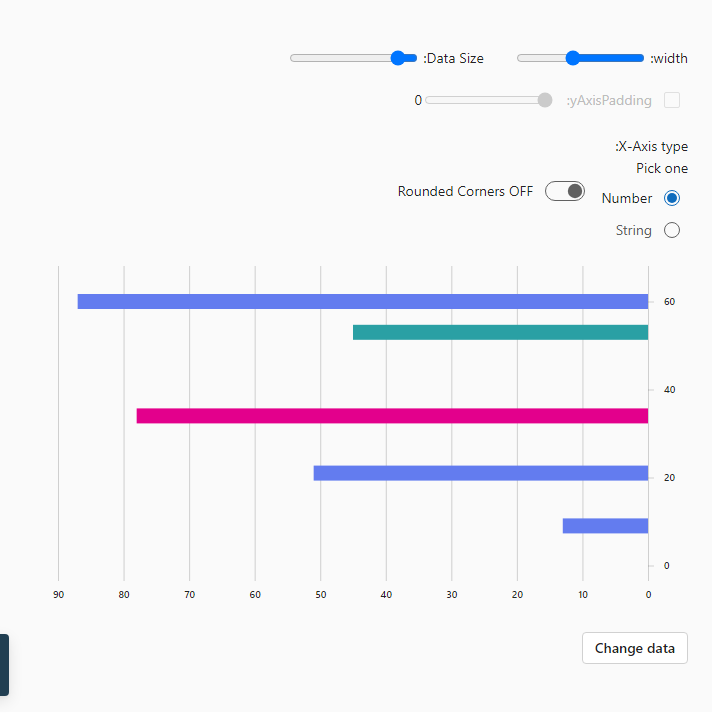 :width
:Data Size
:yAxisPadding
0
:X-Axis type
Pick one
Number
Rounded Corners OFF
String
60
40
20
0
90 80 70 60 50 40 30 20 10 0
Change data